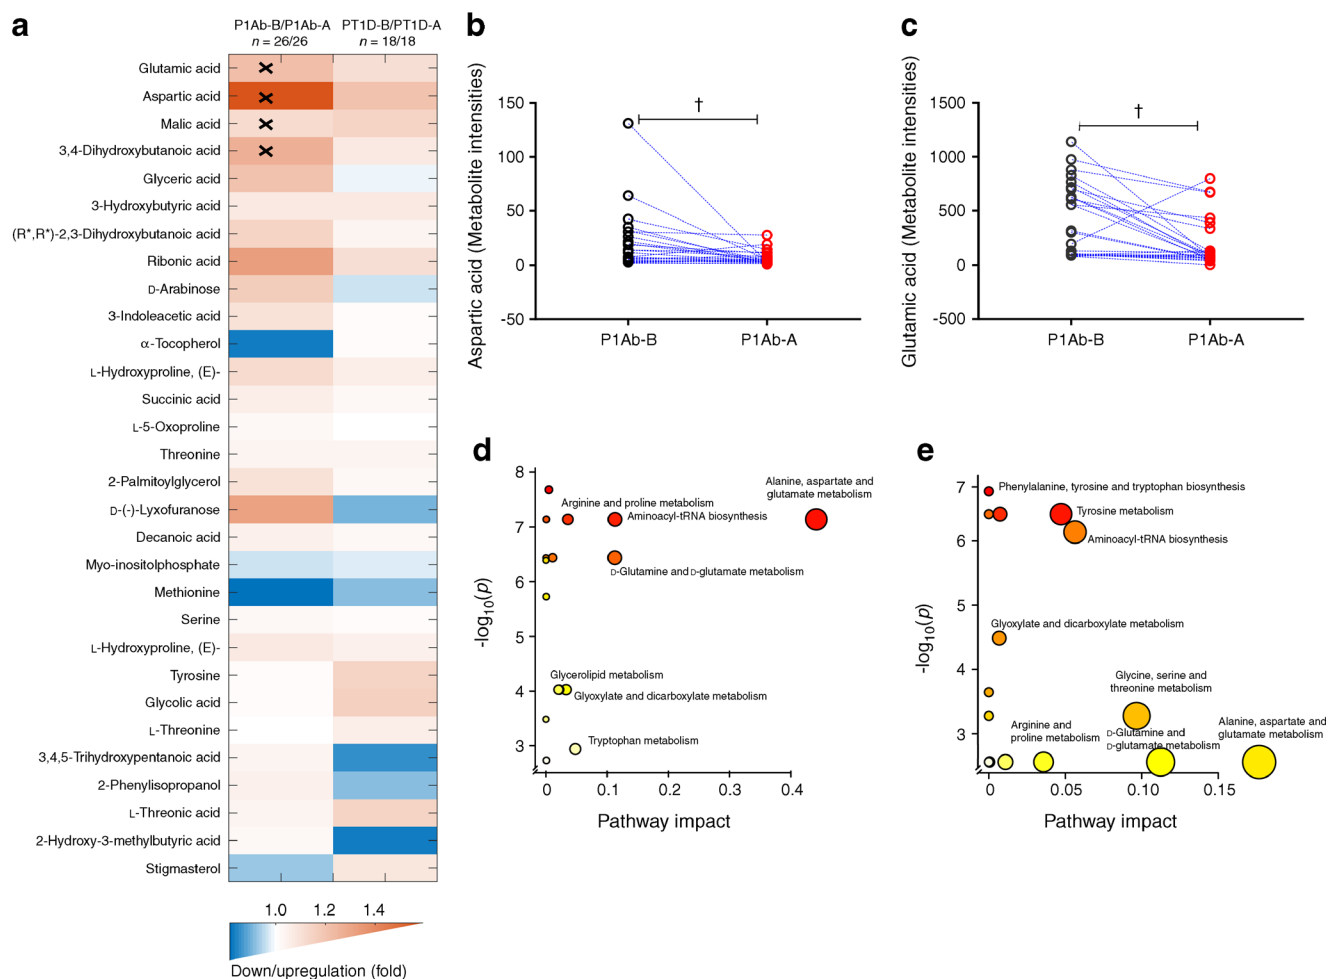 a
P1Ab-B/P1Ab-A
n = 26/26
PT1D-B/PT1D-A
n = 18/18
Glutamic acid
Aspartic acid
Malic acid
3,4-Dihydroxybutanoic acid
Glyceric acid
3-Hydroxybutyric acid
(R*,R*)-2,3-Dihydroxybutanoic acid
Ribonic acid
D-Arabinose
3-Indoleacetic acid
α-Tocopherol
L-Hydroxyproline, (E)-
Succinic acid
L-5-Oxoproline
Threonine
2-Palmitoylglycerol
D-(-)-Lyxofuranose
Decanoic acid
Myo-inositolphosphate
Methionine
Serine
L-Hydroxyproline, (E)-
Tyrosine
Glycolic acid
L-Threonine
3,4,5-Trihydroxypentanoic acid
2-Phenylisopropanol
L-Threonic acid
2-Hydroxy-3-methylbutyric acid
Stigmasterol
1.0 1.2 1.4
Down/upregulation (fold)
b
Aspartic acid (Metabolite intensities)
150
100
50
0
-50
†
P1Ab-B P1Ab-A
c
Glutamic acid (Metabolite intensities)
1500
1000
500
0
-500
†
P1Ab-B P1Ab-A
d
-log10(p)
8
7
6
5
4
3
Alanine, aspartate and
glutamate metabolism
Arginine and proline metabolism
Aminoacyl-tRNA biosynthesis
D-Glutamine and D-glutamate metabolism
Glycerolipid metabolism
Glyoxylate and dicarboxylate metabolism
Tryptophan metabolism
0 0.1 0.2 0.3 0.4
Pathway impact
e
-log10(p)
7
6
5
4
3
Phenylalanine, tyrosine and tryptophan biosynthesis
Tyrosine metabolism
Aminoacyl-tRNA biosynthesis
Glyoxylate and dicarboxylate metabolism
Glycine, serine and
threonine metabolism
Arginine and
proline metabolism
D-Glutamine and
D-glutamate metabolism
Alanine, aspartate and
glutamate metabolism
0 0.05 0.10 0.15
Pathway impact